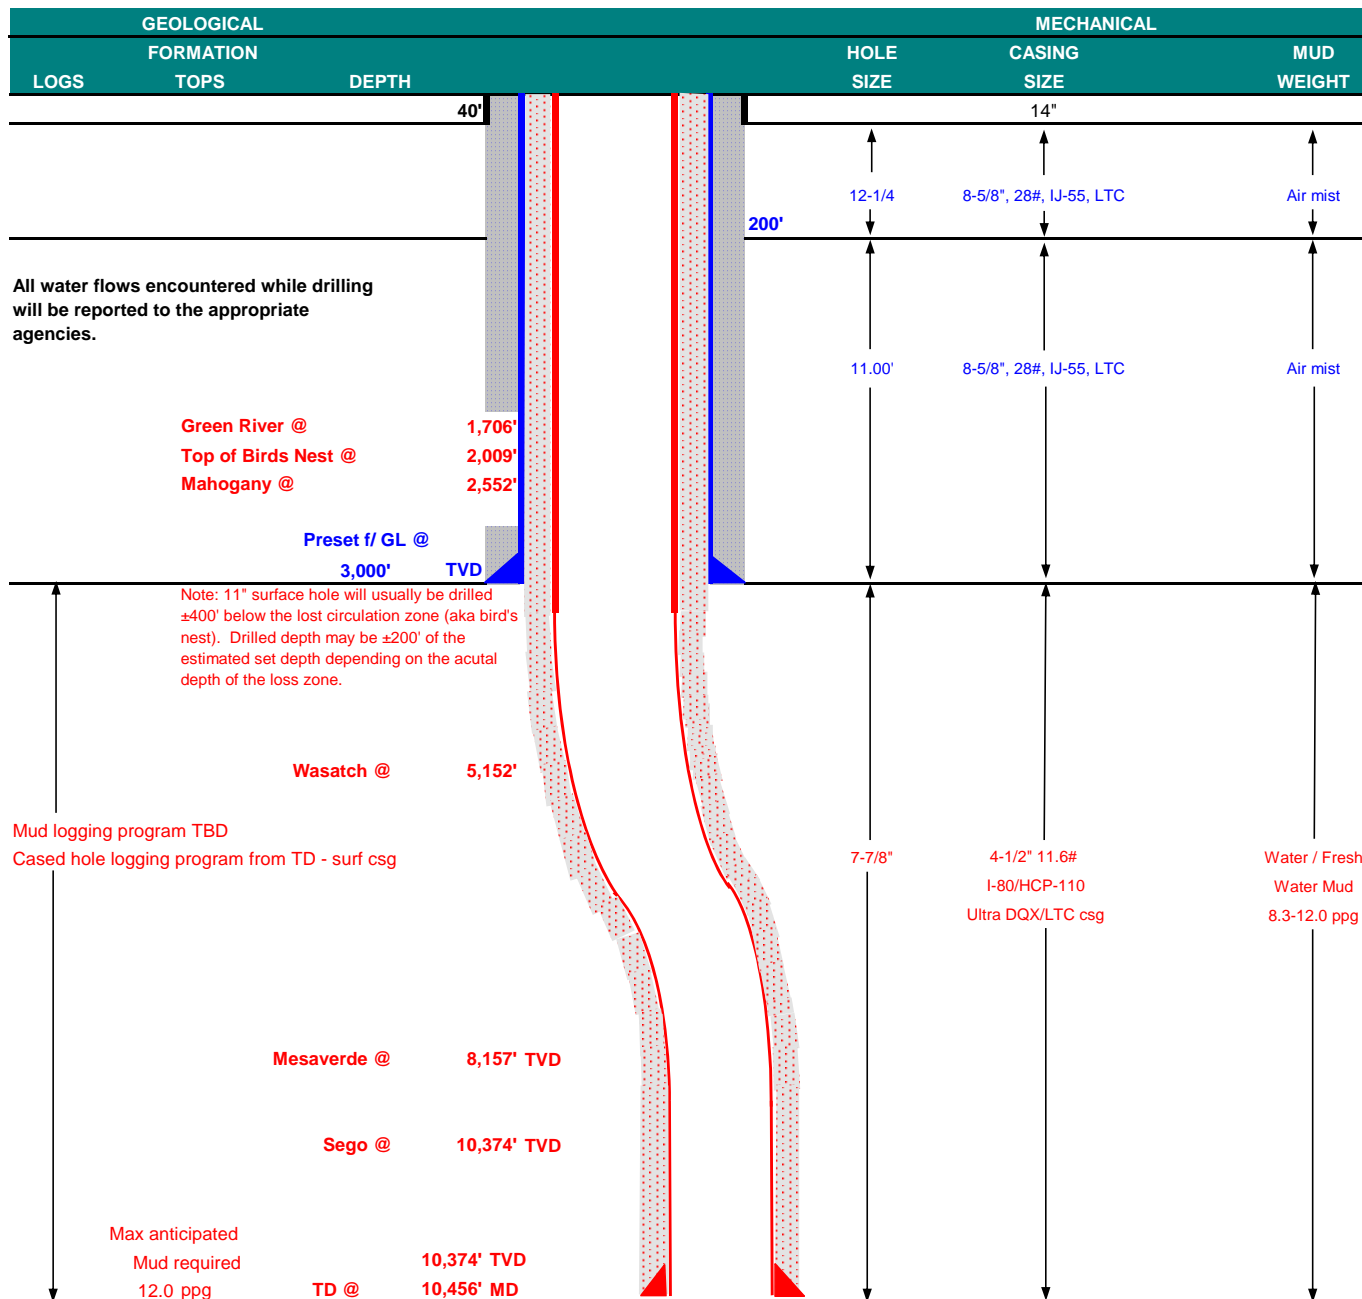 GEOLOGICAL MECHANICAL
FORMATION HOLE CASING MUD
LOGS TOPS DEPTH SIZE SIZE WEIGHT
40' 14"
12-1/4 8-5/8", 28#, IJ-55, LTC Air mist
200'
All water flows encountered while drilling
will be reported to the appropriate
agencies.
11.00' 8-5/8", 28#, IJ-55, LTC Air mist
Green River @ 1,706'
Top of Birds Nest @ 2,009'
Mahogany @ 2,552'
Preset f/ GL @
3,000' TVD
Note: 11" surface hole will usually be drilled
±400' below the lost circulation zone (aka bird's
nest). Drilled depth may be ±200' of the
estimated set depth depending on the acutal
depth of the loss zone.
Wasatch @ 5,152'
Mud logging program TBD
Cased hole logging program from TD - surf csg
7-7/8" 4-1/2" 11.6# Water / Fresh
I-80/HCP-110 Water Mud
Ultra DQX/LTC csg 8.3-12.0 ppg
Mesaverde @ 8,157' TVD
Sego @ 10,374' TVD
Max anticipated
Mud required 10,374' TVD
12.0 ppg TD @ 10,456' MD